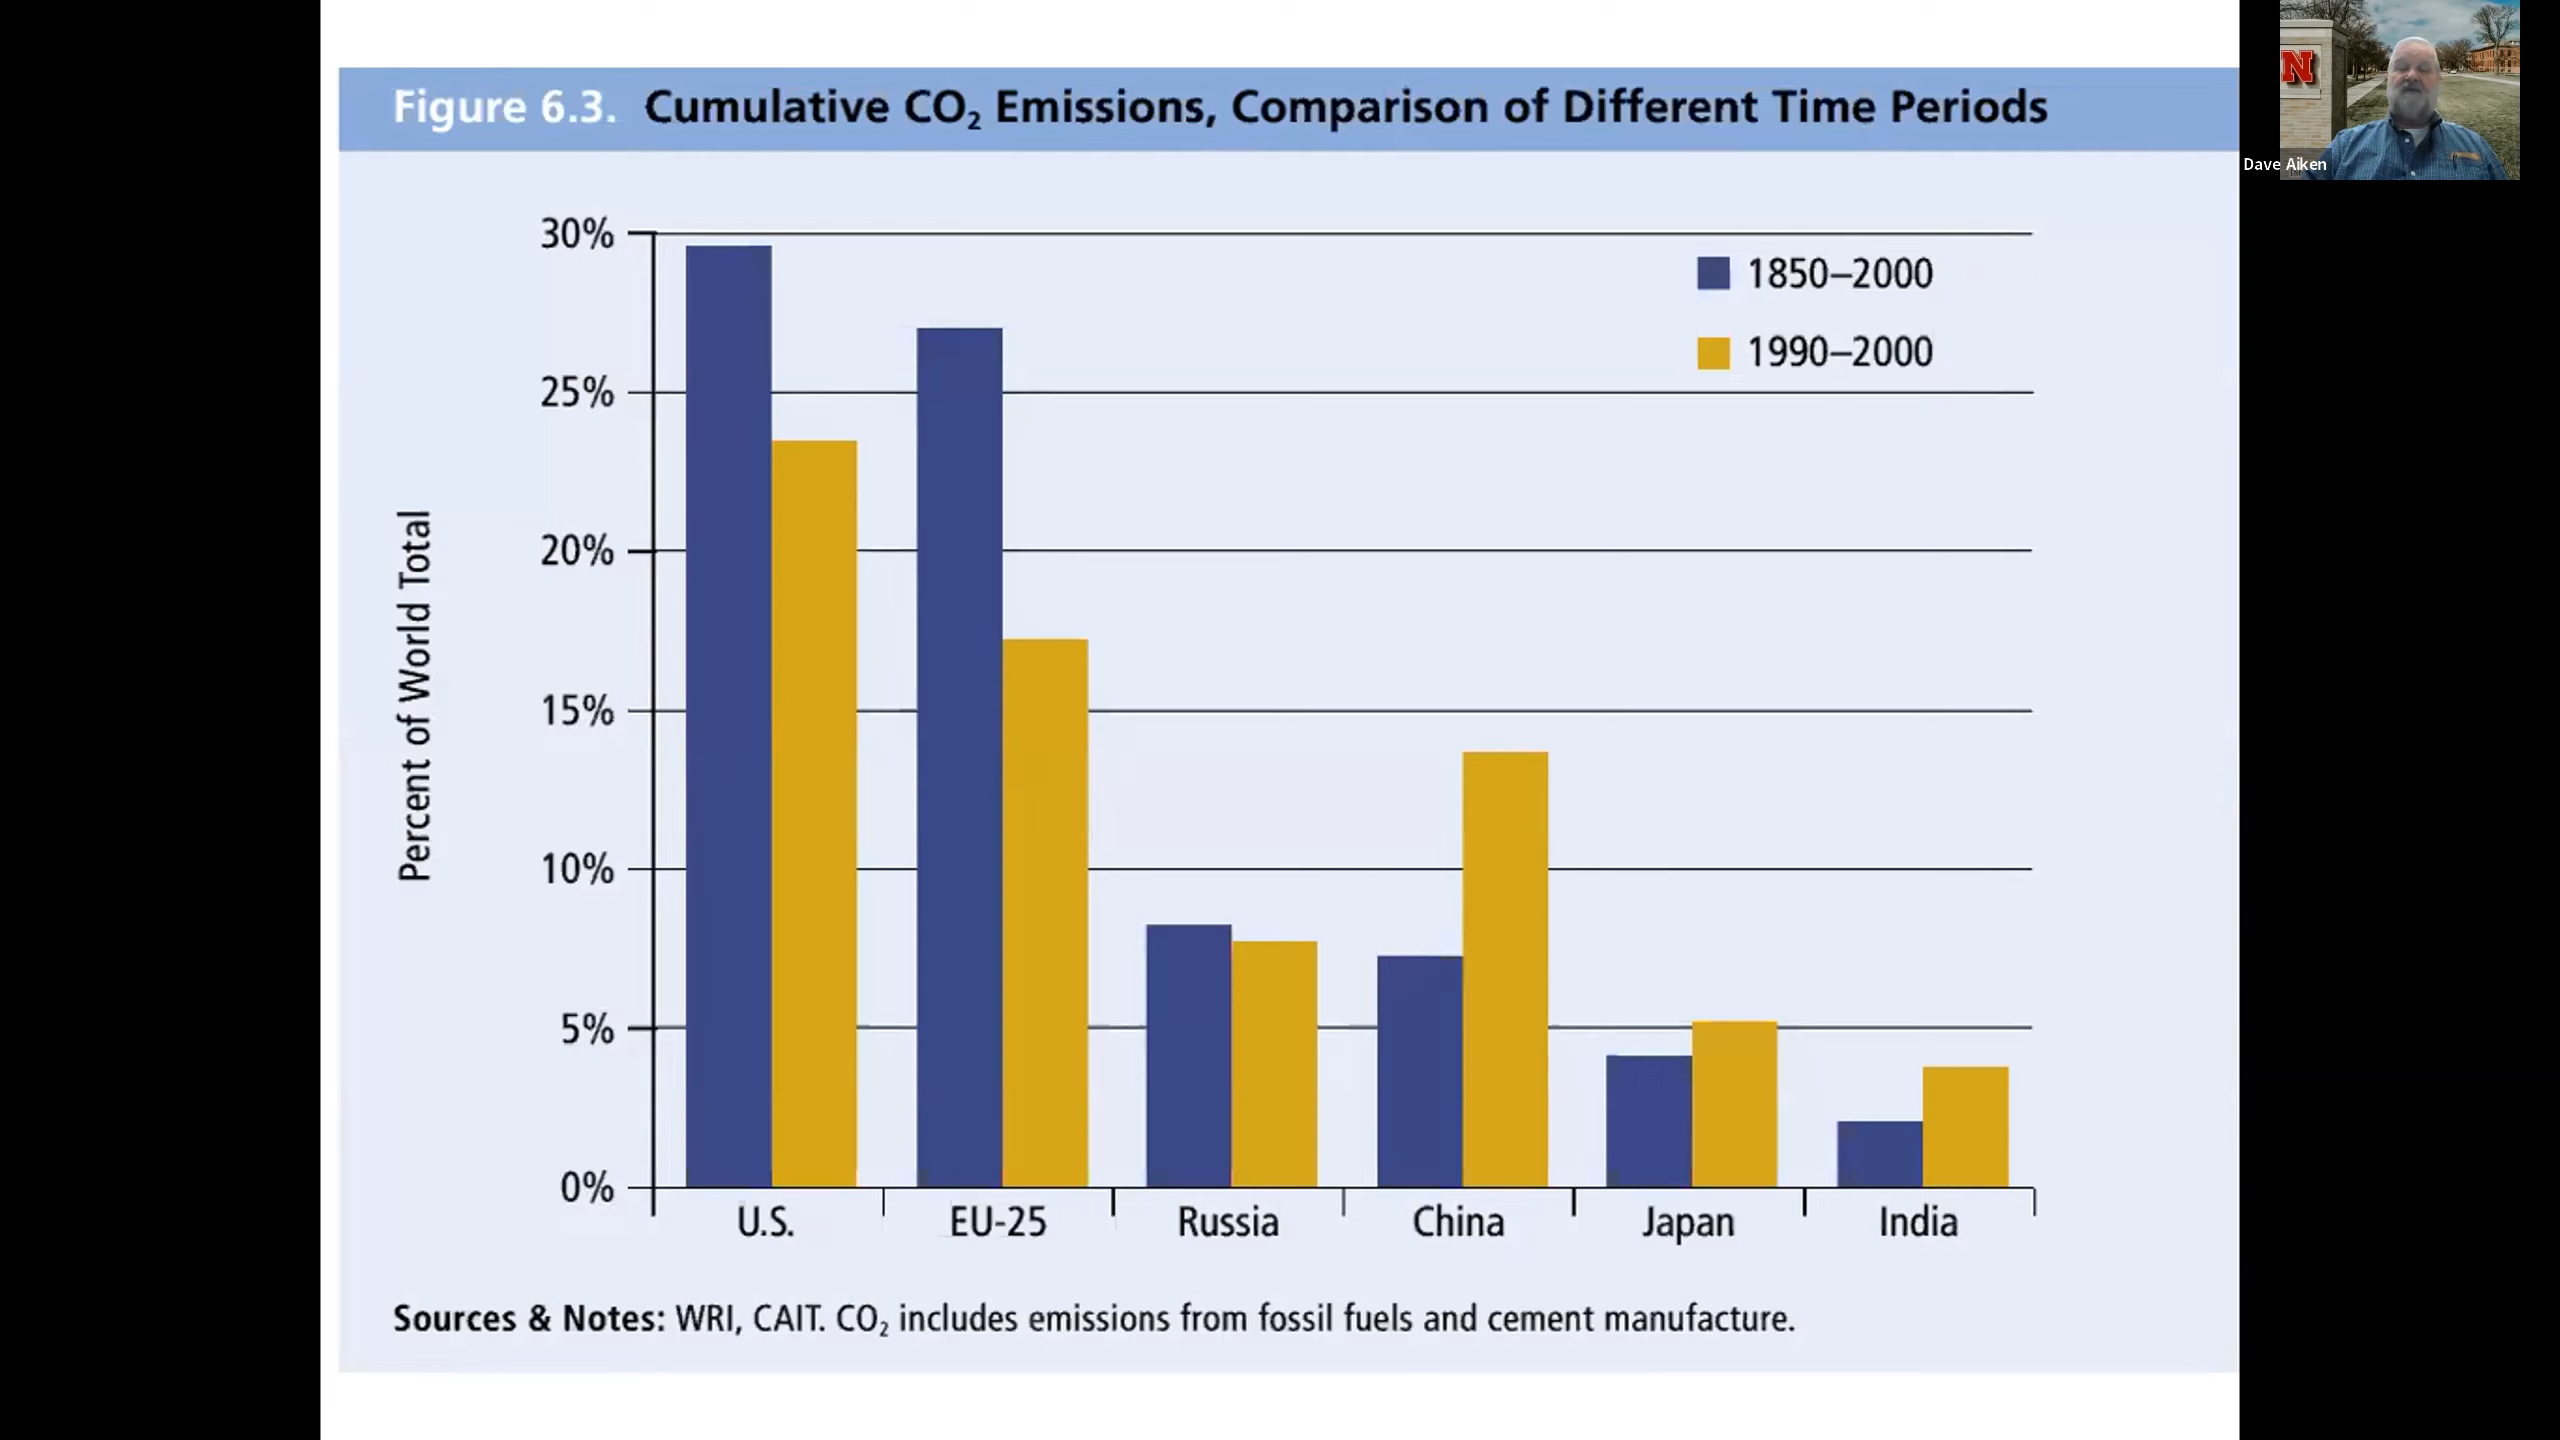 Figure 6.3. Cumulative CO₂ Emissions, Comparison of Different Time Periods
N
Dave Aiken
30%
25%
20%
15%
10%
5%
0%
Percent of World Total
1850–2000
1990–2000
U.S. EU-25 Russia China Japan India
Sources & Notes: WRI, CAIT. CO₂ includes emissions from fossil fuels and cement manufacture.